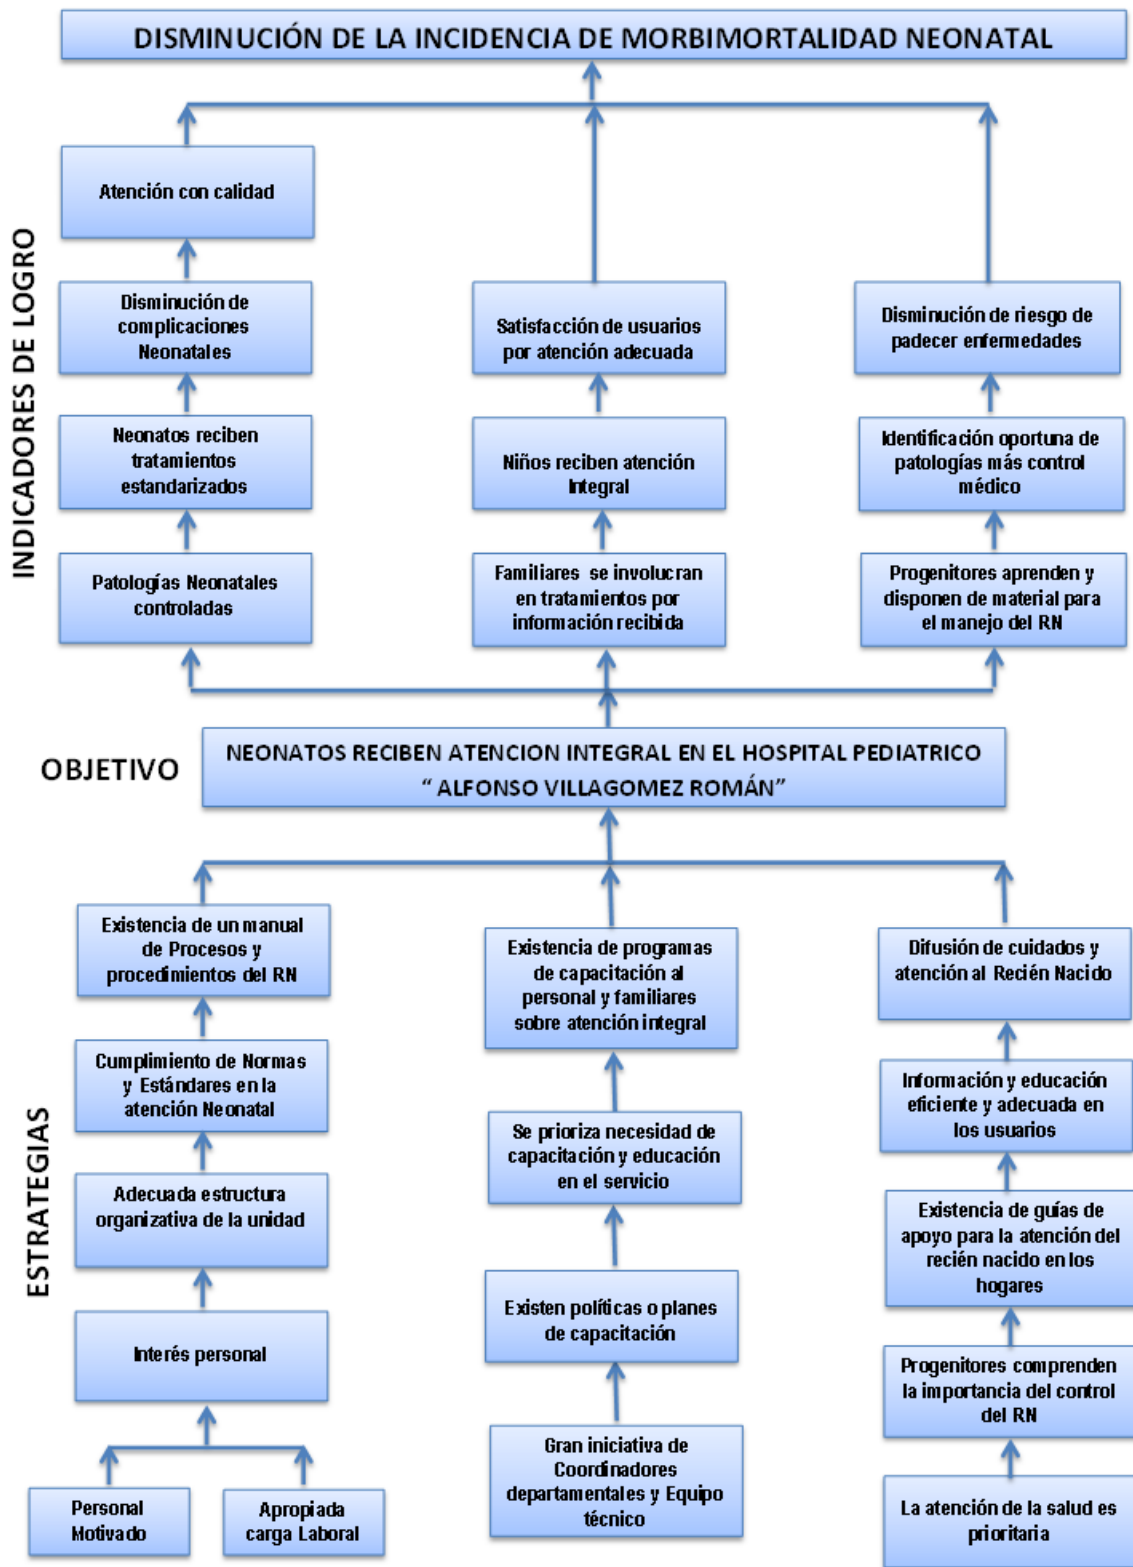 DISMINUCIÓN DE LA INCIDENCIA DE MORBIMORTALIDAD NEONATAL
INDICADORES DE LOGRO
Atención con calidad
Disminución de
complicaciones
Neonatales
Neonatos reciben
tratamientos
estandarizados
Patologías Neonatales
controladas
Satisfacción de usuarios
por atención adecuada
Niños reciben atención
Integral
Familiares se involucran
en tratamientos por
información recibida
Disminución de riesgo de
padecer enfermedades
Identificación oportuna de
patologías más control
médico
Progenitores aprenden y
disponen de material para
el manejo del RN
OBJETIVO
NEONATOS RECIBEN ATENCION INTEGRAL EN EL HOSPITAL PEDIATRICO
“ ALFONSO VILLAGOMEZ ROMÁN”
ESTRATEGIAS
Existencia de un manual
de Procesos y
procedimientos del RN
Cumplimiento de Normas
y Estándares en la
atención Neonatal
Adecuada estructura
organizativa de la unidad
Interés personal
Personal
Motivado
Apropiada
carga Laboral
Existencia de programas
de capacitación al
personal y familiares
sobre atención integral
Se prioriza necesidad de
capacitación y educación
en el servicio
Existen políticas o planes
de capacitación
Gran iniciativa de
Coordinadores
departamentales y Equipo
técnico
Difusión de cuidados y
atención al Recién Nacido
Información y educación
eficiente y adecuada en
los usuarios
Existencia de guías de
apoyo para la atención del
recién nacido en los
hogares
Progenitores comprenden
la importancia del control
del RN
La atención de la salud es
prioritaria